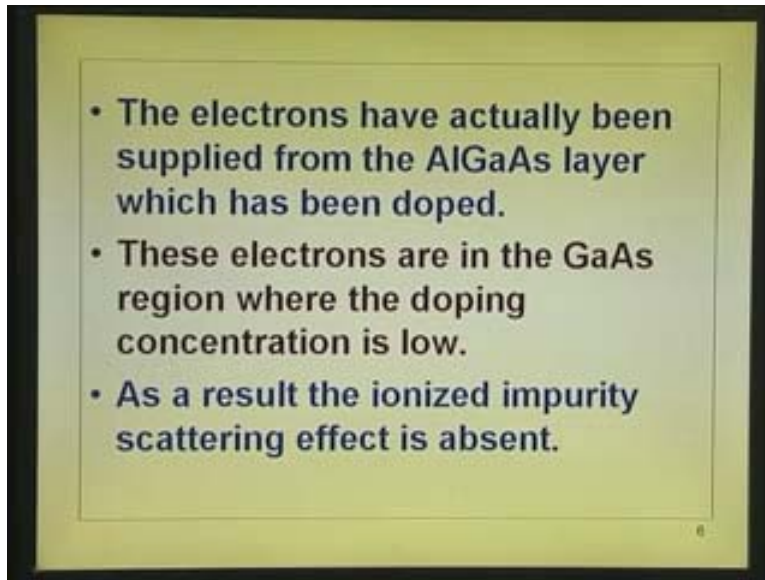 • The electrons have actually been
supplied from the AlGaAs layer
which has been doped.
• These electrons are in the GaAs
region where the doping
concentration is low.
• As a result the ionized impurity
scattering effect is absent.
6